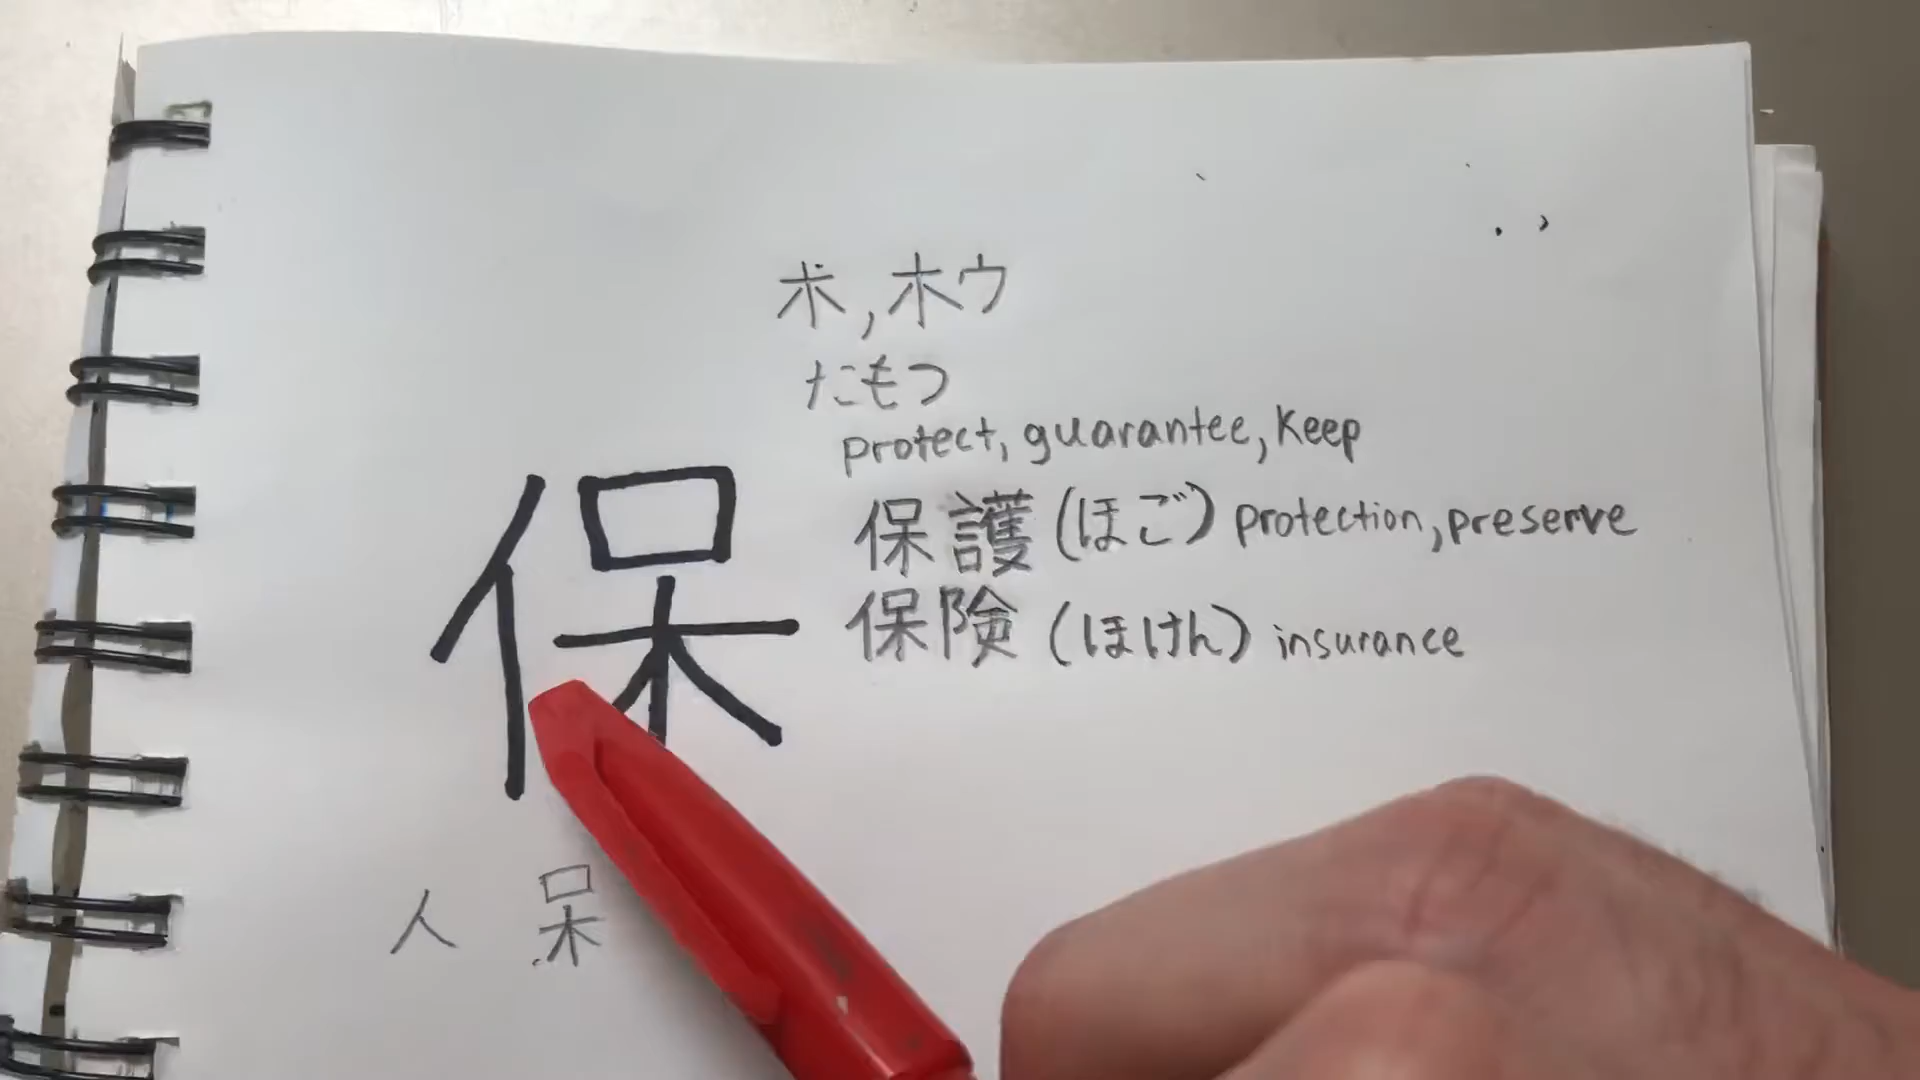 ホ,ホウ
たもつ
protect, guarantee, keep
保護(ほご) protection, preserve
保険(ほけん) insurance
保
人 呆